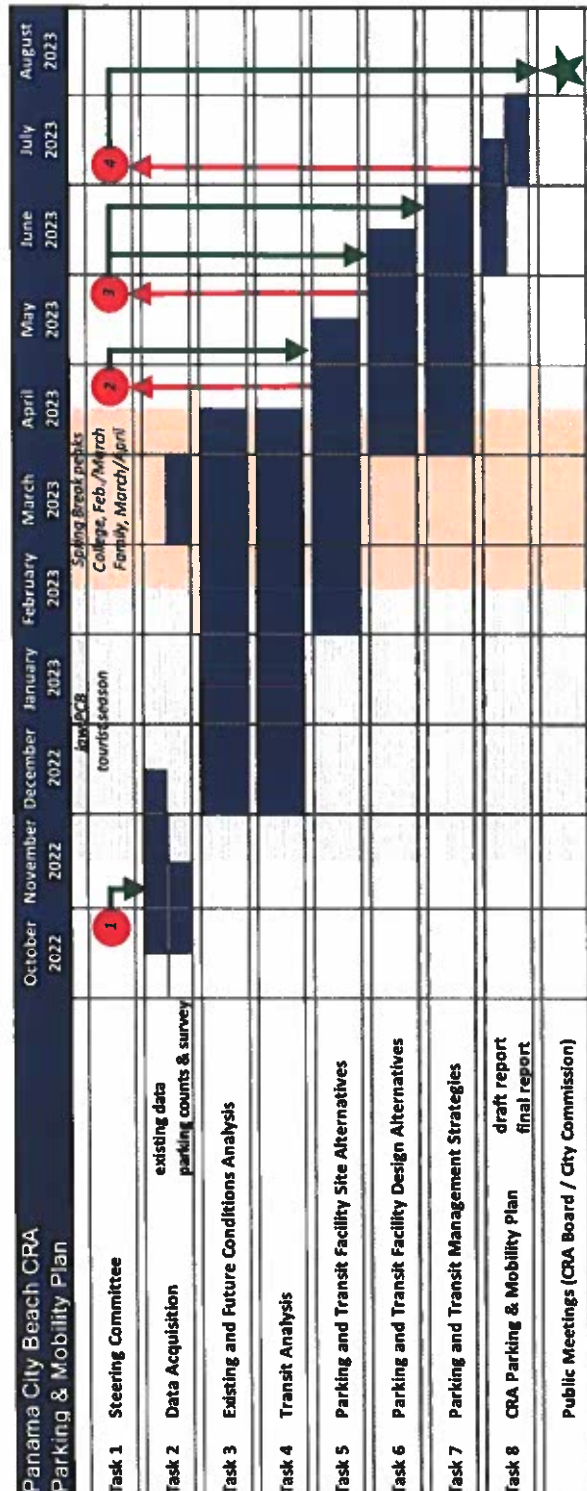 Panama City Beach CRA
Parking & Mobility Plan
October 2022
November 2022
December 2022
January 2023
February 2023
March 2023
April 2023
May 2023
June 2023
July 2023
August 2023
Task 1 Steering Committee
1
tourist season
Spring Break peaks
College, Feb./March
Family, March/April
2
3
4
Task 2 Data Acquisition
existing data
parking counts & survey
Task 3 Existing and Future Conditions Analysis
Task 4 Transit Analysis
Task 5 Parking and Transit Facility Site Alternatives
Task 6 Parking and Transit Facility Design Alternatives
Task 7 Parking and Transit Management Strategies
Task 8 CRA Parking & Mobility Plan
draft report
final report
Public Meetings (CRA Board / City Commission)